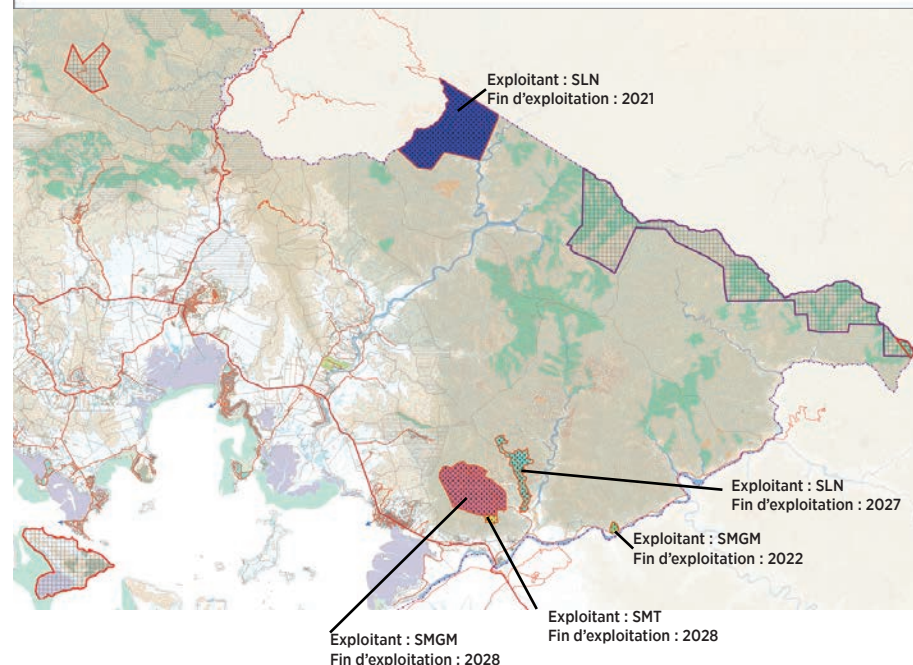 Exploitant : SLN
Fin d'exploitation : 2021
Exploitant : SLN
Fin d'exploitation : 2027
Exploitant : SMGM
Fin d'exploitation : 2022
Exploitant : SMT
Fin d'exploitation : 2028
Exploitant : SMGM
Fin d'exploitation : 2028